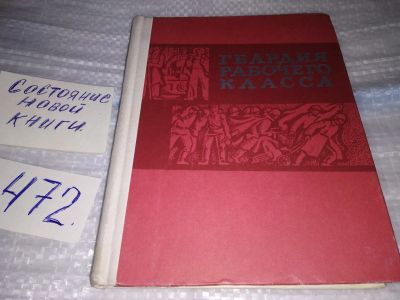 Состояние
новой
книги.
472.
ГВАРДИЯ
РАБОЧЕГО
КЛАССА